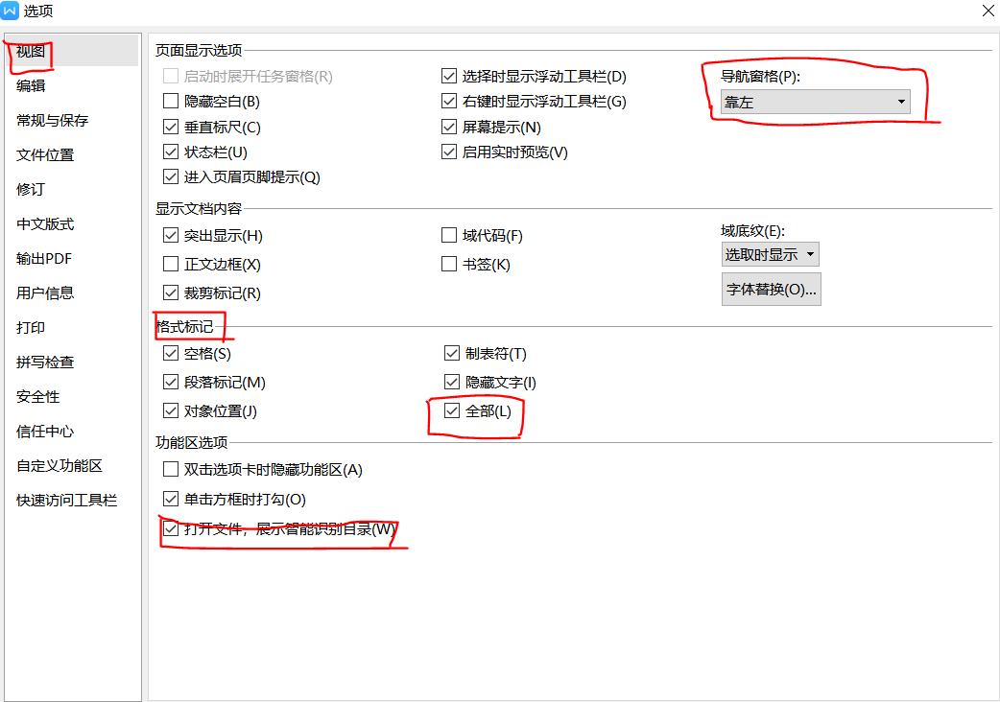 选项
视图
编辑
常规与保存
文件位置
修订
中文版式
输出PDF
用户信息
打印
拼写检查
安全性
信任中心
自定义功能区
快速访问工具栏
页面显示选项
启动时展开任务窗格(R)
隐藏空白(B)
垂直标尺(C)
状态栏(U)
进入页眉页脚提示(Q)
选择时显示浮动工具栏(D)
右键时显示浮动工具栏(G)
屏幕提示(N)
启用实时预览(V)
导航窗格(P):
靠左
显示文档内容
突出显示(H)
正文边框(X)
裁剪标记(R)
域代码(F)
书签(K)
域底纹(E):
选取时显示
字体替换(O)...
格式标记
空格(S)
段落标记(M)
对象位置(J)
制表符(T)
隐藏文字(I)
全部(L)
功能区选项
双击选项卡时隐藏功能区(A)
单击方框时打勾(O)
打开文件，展示智能识别目录(W)